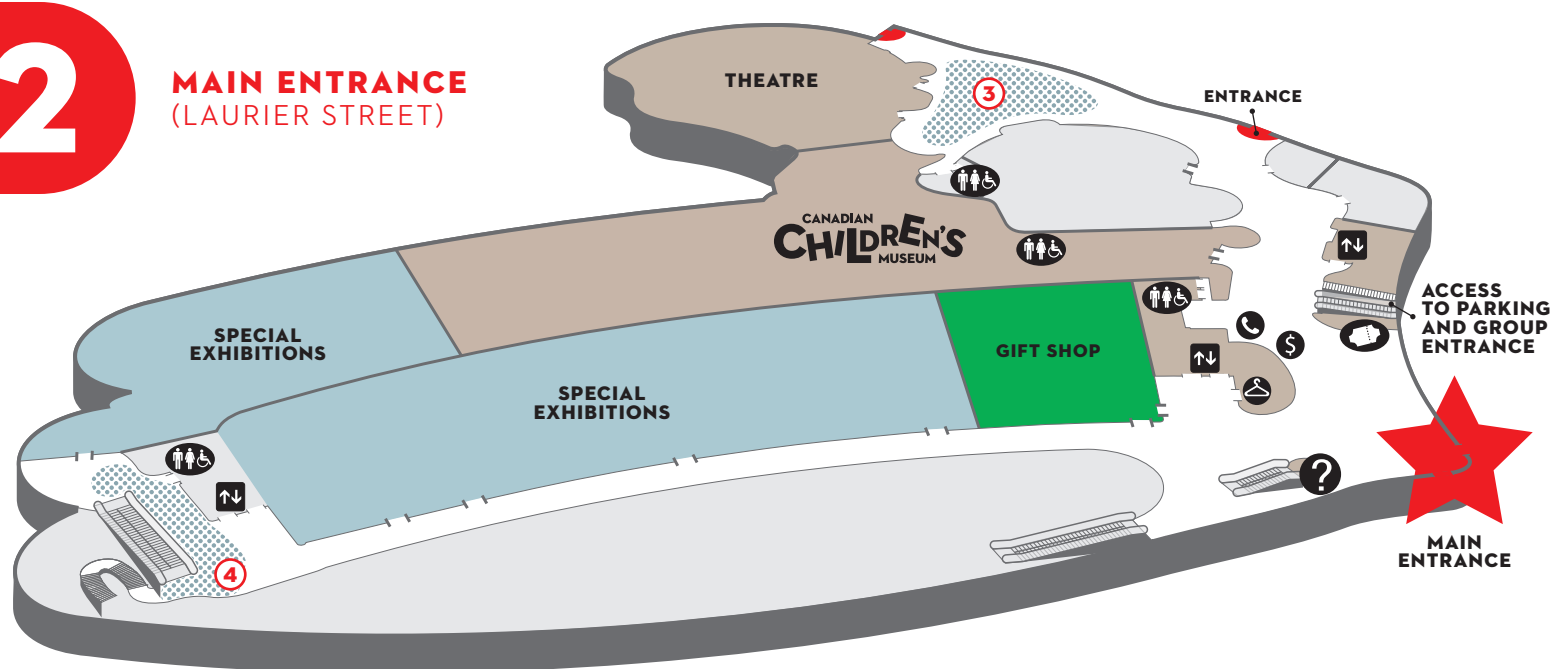 2
MAIN ENTRANCE
(LAURIER STREET)
THEATRE
3
ENTRANCE
CANADIAN
CHILDREN'S
MUSEUM
SPECIAL
EXHIBITIONS
SPECIAL
EXHIBITIONS
GIFT SHOP
$
ACCESS
TO PARKING
AND GROUP
ENTRANCE
?
4
MAIN
ENTRANCE